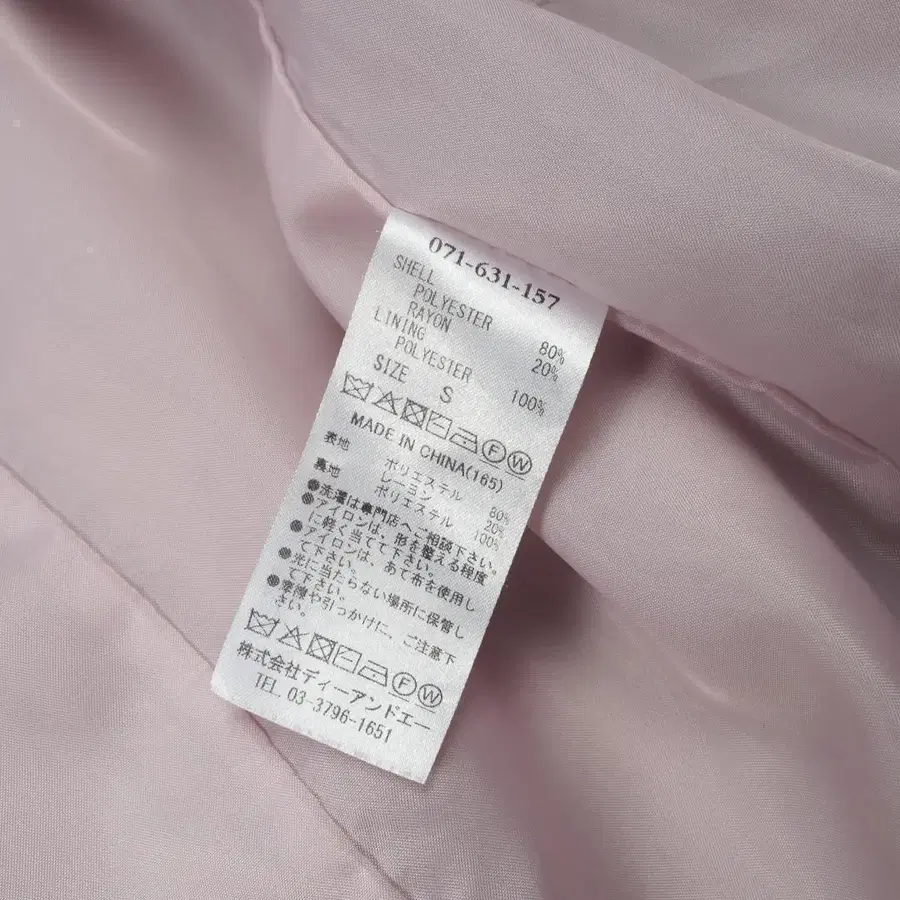 071-631-157
SHELL
POLYESTER 80%
RAYON 20%
LINING
POLYESTER 100%
SIZE S
F W
MADE IN CHINA(165)
表地 ポリエステル 80%
レーヨン 20%
裏地 ポリエステル 100%
●洗濯は専門店へご相談下さい。
●アイロンは、形を整える程度
に軽く当てて下さい。
●アイロンは、あて布を使用し
て下さい。
●光に当たらない場所に保管し
て下さい。
●摩擦や引っかけに、ご注意下
さい。
F W
株式会社ディーアンドエー
TEL 03-3796-1651